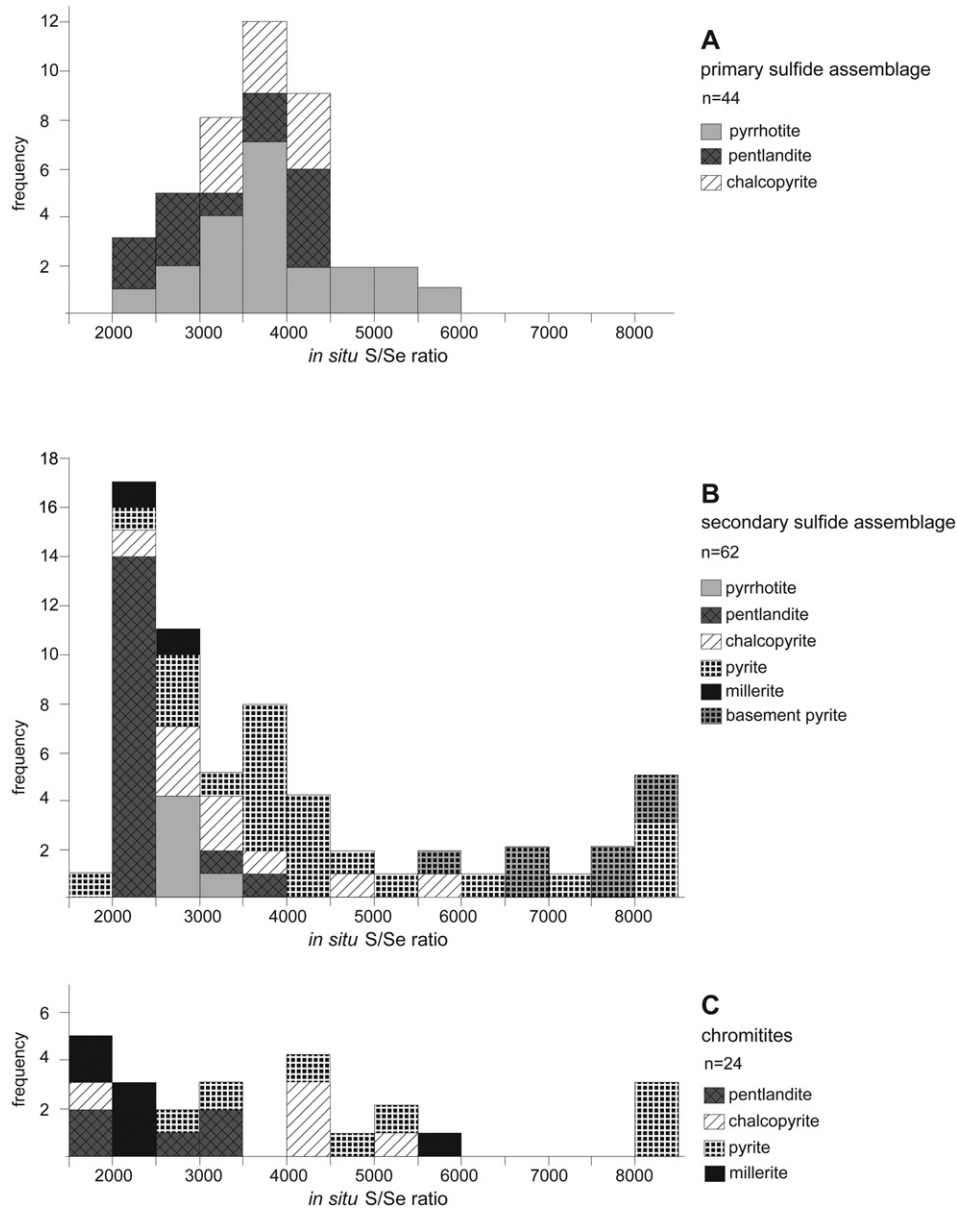 A
primary sulfide assemblage
n=44
pyrrhotite
pentlandite
chalcopyrite
frequency
12
10
8
6
4
2
2000 3000 4000 5000 6000 7000 8000
in situ S/Se ratio
B
secondary sulfide assemblage
n=62
pyrrhotite
pentlandite
chalcopyrite
pyrite
millerite
basement pyrite
frequency
18
16
14
12
10
8
6
4
2
2000 3000 4000 5000 6000 7000 8000
in situ S/Se ratio
C
chromitites
n=24
pentlandite
chalcopyrite
pyrite
millerite
frequency
6
4
2
2000 3000 4000 5000 6000 7000 8000
in situ S/Se ratio